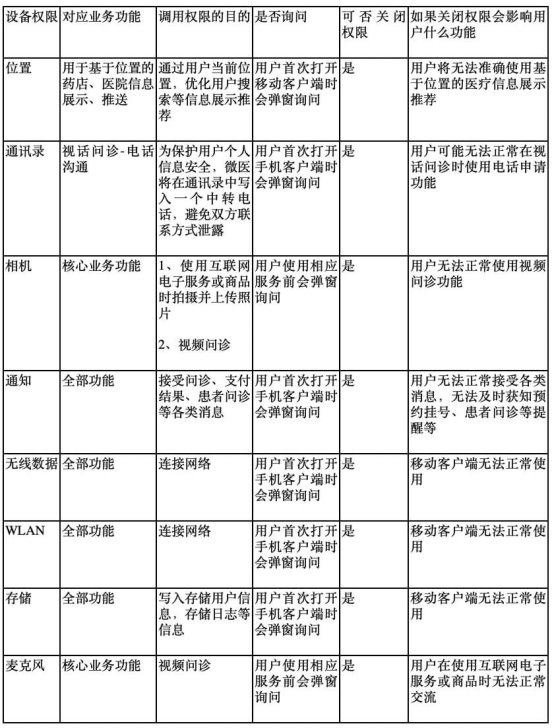 设备权限 对应业务功能 调用权限的目的 是否询问 可否关闭权限 如果关闭权限会影响用户什么功能
位置 用于基于位置的药店、医院信息展示、推送 通过用户当前位置，优化用户搜索等信息展示推荐 用户首次打开移动客户端时会弹窗询问 是 用户将无法准确使用基于位置的医疗信息展示推荐
通讯录 视话问诊-电话沟通 为保护用户个人信息安全，微医将在通讯录中写入一个中转电话，避免双方联系方式泄露 用户首次打开手机客户端时会弹窗询问 是 用户可能无法正常在视话问诊时使用电话申请功能
相机 核心业务功能 1、使用互联网电子服务或商品时拍摄并上传照片 2、视频问诊 用户使用相应服务前会弹窗询问 是 用户无法正常使用视频问诊功能
通知 全部功能 接受问诊、支付结果、患者问诊等各类消息 用户首次打开手机客户端时会弹窗询问 是 用户无法正常接受各类消息，无法及时获知预约挂号、患者问诊等提醒等
无线数据 全部功能 连接网络 用户首次打开手机客户端时会弹窗询问 是 移动客户端无法正常使用
WLAN 全部功能 连接网络 用户首次打开手机客户端时会弹窗询问 是 移动客户端无法正常使用
存储 全部功能 写入存储用户信息，存储日志等信息 用户首次打开手机客户端时会弹窗询问 是 移动客户端无法正常使用
麦克风 核心业务功能 视频问诊 用户使用相应服务前会弹窗询问 是 用户在使用互联网电子服务或商品时无法正常交流